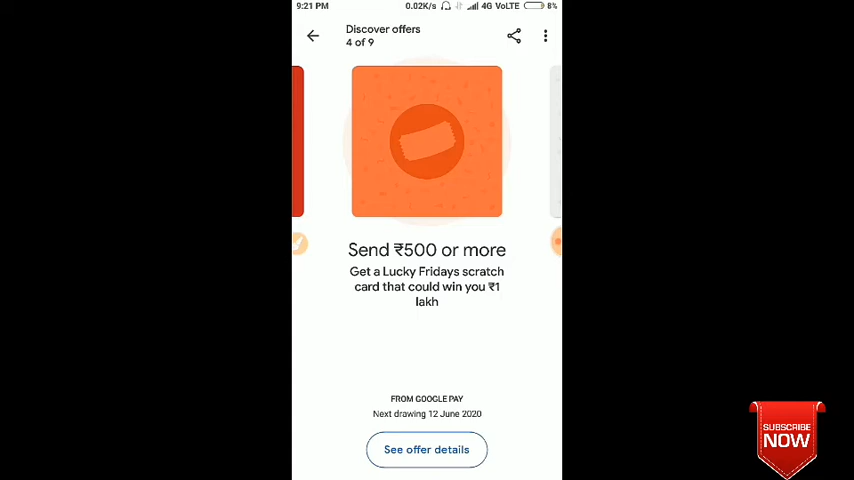 9:21 PM 0.02K/s 4G VoLTE 8%
Discover offers
4 of 9
Send ₹500 or more
Get a Lucky Fridays scratch
card that could win you ₹1
lakh
FROM GOOGLE PAY
Next drawing 12 June 2020
See offer details
SUBSCRIBE
NOW